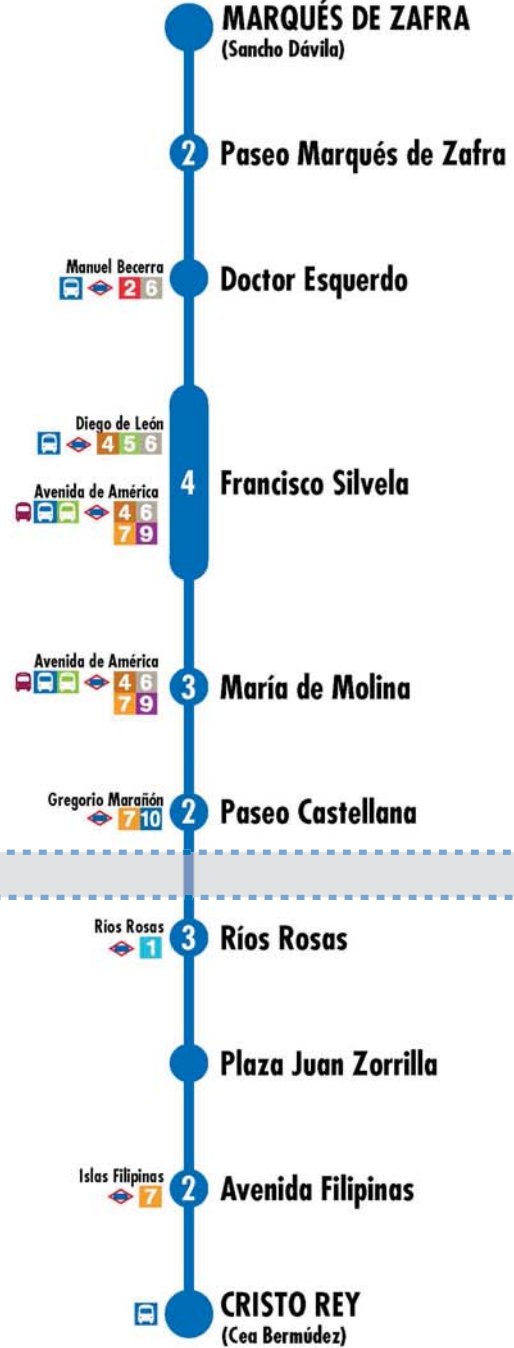 MARQUÉS DE ZAFRA
(Sancho Dávila)
2 Paseo Marqués de Zafra
Manuel Becerra
2 6
Doctor Esquerdo
Diego de León
4 5 6
Avenida de América
4 6
7 9
4 Francisco Silvela
Avenida de América
4 6
7 9
3 María de Molina
Gregorio Marañón
7 10
2 Paseo Castellana
Ríos Rosas
1
3 Ríos Rosas
Plaza Juan Zorrilla
Islas Filipinas
7
2 Avenida Filipinas
CRISTO REY
(Cea Bermúdez)